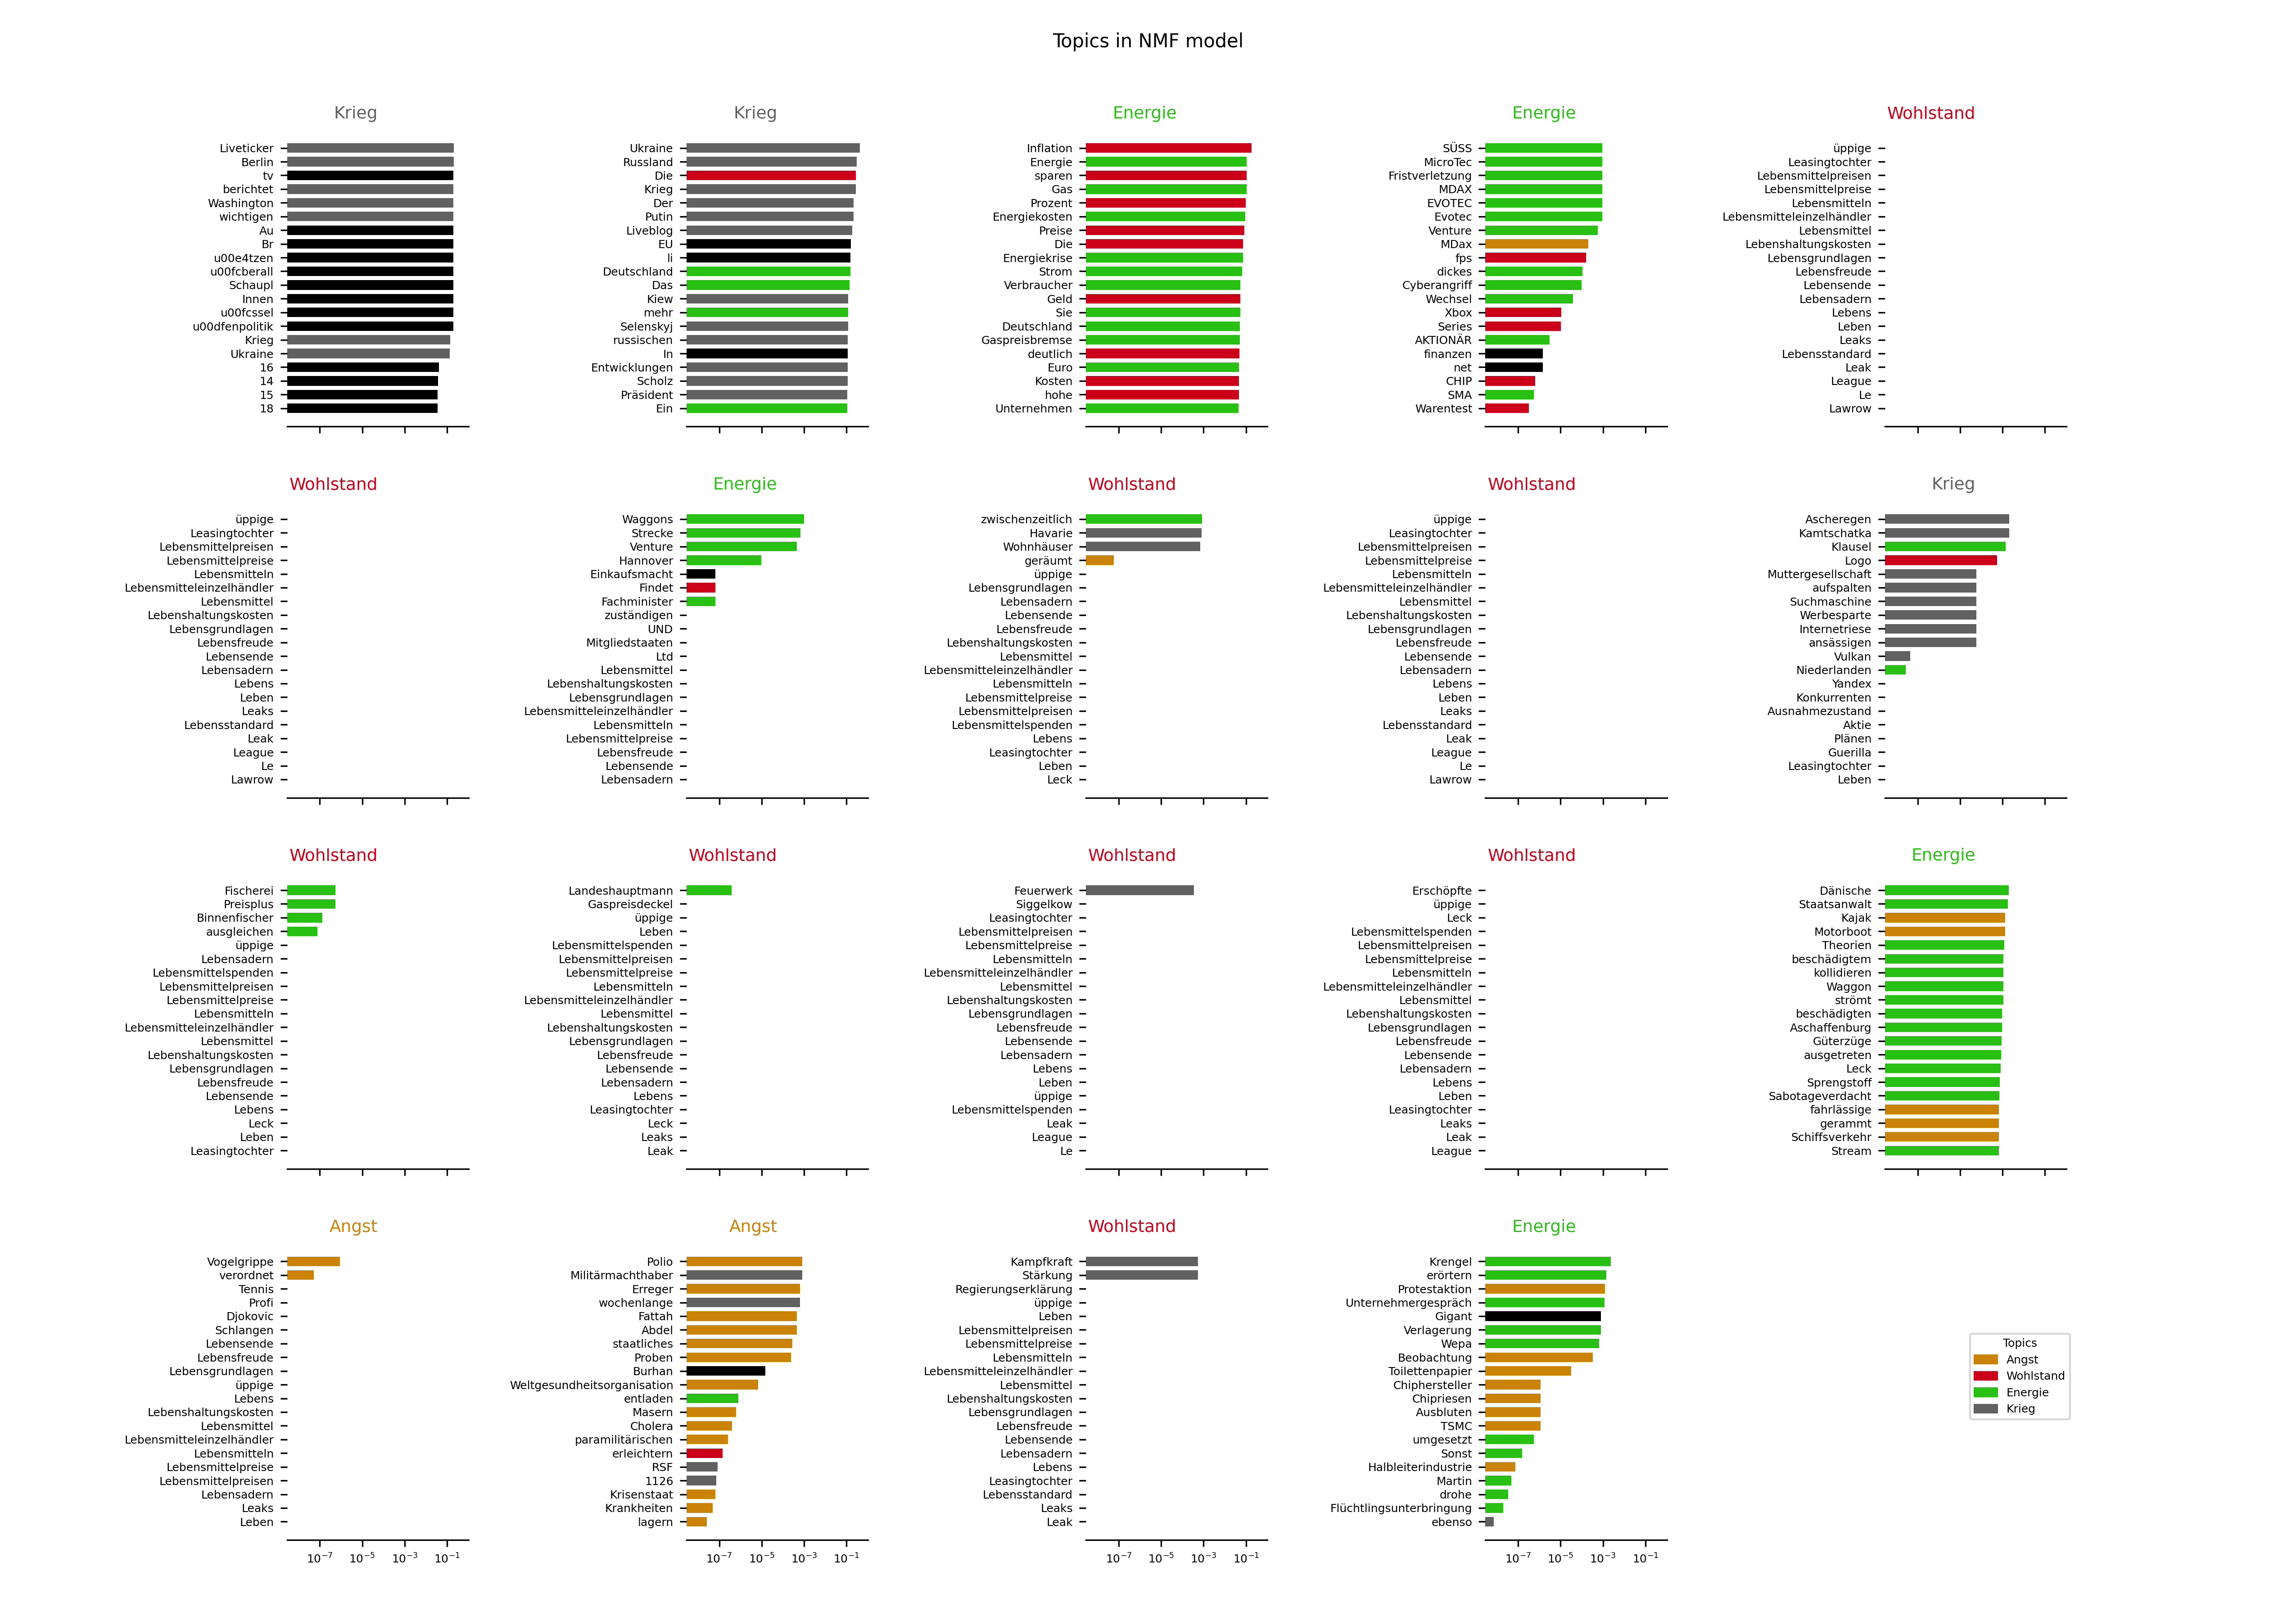 Topics in NMF model
Krieg
Liveticker
Berlin
tv
berichtet
Washington
wichtigen
Au
Br
u00e4tzen
u00fcberall
Schaupl
Innen
u00fcssel
u00dfenpolitik
Krieg
Ukraine
16
14
15
18
Krieg
Ukraine
Russland
Die
Krieg
Der
Putin
Liveblog
EU
li
Deutschland
Das
Kiew
mehr
Selenskyj
russischen
In
Entwicklungen
Scholz
Präsident
Ein
Energie
Inflation
Energie
sparen
Gas
Prozent
Energiekosten
Preise
Die
Energiekrise
Strom
Verbraucher
Geld
Sie
Deutschland
Gaspreisbremse
deutlich
Euro
Kosten
hohe
Unternehmen
Energie
SÜSS
MicroTec
Fristverletzung
MDAX
EVOTEC
Evotec
Venture
MDax
fps
dickes
Cyberangriff
Wechsel
Xbox
Series
AKTIONÄR
finanzen
net
CHIP
SMA
Warentest
Wohlstand
üppige
Leasingtochter
Lebensmittelpreisen
Lebensmittelpreise
Lebensmitteln
Lebensmitteleinzelhändler
Lebensmittel
Lebenshaltungskosten
Lebensgrundlagen
Lebensfreude
Lebensende
Lebensadern
Lebens
Leben
Leaks
Lebensstandard
Leak
League
Le
Lawrow
Wohlstand
üppige
Leasingtochter
Lebensmittelpreisen
Lebensmittelpreise
Lebensmitteln
Lebensmitteleinzelhändler
Lebensmittel
Lebenshaltungskosten
Lebensgrundlagen
Lebensfreude
Lebensende
Lebensadern
Lebens
Leben
Leaks
Lebensstandard
Leak
League
Le
Lawrow
Energie
Waggons
Strecke
Venture
Hannover
Einkaufsmacht
Findet
Fachminister
zuständigen
UND
Mitgliedstaaten
Ltd
Lebensmittel
Lebenshaltungskosten
Lebensgrundlagen
Lebensmitteleinzelhändler
Lebensmitteln
Lebensmittelpreise
Lebensfreude
Lebensende
Lebensadern
Wohlstand
zwischenzeitlich
Havarie
Wohnhäuser
geräumt
üppige
Lebensgrundlagen
Lebensadern
Lebensende
Lebensfreude
Lebenshaltungskosten
Lebensmittel
Lebensmitteleinzelhändler
Lebensmitteln
Lebensmittelpreise
Lebensmittelpreisen
Lebensmittelspenden
Lebens
Leasingtochter
Leben
Leck
Wohlstand
üppige
Leasingtochter
Lebensmittelpreisen
Lebensmittelpreise
Lebensmitteln
Lebensmitteleinzelhändler
Lebensmittel
Lebenshaltungskosten
Lebensgrundlagen
Lebensfreude
Lebensende
Lebensadern
Lebens
Leben
Leaks
Lebensstandard
Leak
League
Le
Lawrow
Krieg
Ascheregen
Kamtschatka
Klausel
Logo
Muttergesellschaft
aufspalten
Suchmaschine
Werbesparte
Internetriese
ansässigen
Vulkan
Niederlanden
Yandex
Konkurrenten
Ausnahmezustand
Aktie
Plänen
Guerilla
Leasingtochter
Leben
Wohlstand
Fischerei
Preisplus
Binnenfischer
ausgleichen
üppige
Lebensadern
Lebensmittelspenden
Lebensmittelpreisen
Lebensmittelpreise
Lebensmitteln
Lebensmitteleinzelhändler
Lebensmittel
Lebenshaltungskosten
Lebensgrundlagen
Lebensfreude
Lebensende
Lebens
Leck
Leben
Leasingtochter
Wohlstand
Landeshauptmann
Gaspreisdeckel
üppige
Leben
Lebensmittelspenden
Lebensmittelpreisen
Lebensmittelpreise
Lebensmitteln
Lebensmitteleinzelhändler
Lebensmittel
Lebenshaltungskosten
Lebensgrundlagen
Lebensfreude
Lebensende
Lebensadern
Lebens
Leasingtochter
Leck
Leaks
Leak
Wohlstand
Feuerwerk
Siggelkow
Leasingtochter
Lebensmittelpreisen
Lebensmittelpreise
Lebensmitteln
Lebensmitteleinzelhändler
Lebensmittel
Lebenshaltungskosten
Lebensgrundlagen
Lebensfreude
Lebensende
Lebensadern
Lebens
Leben
üppige
Lebensmittelspenden
Leak
League
Le
Wohlstand
Erschöpfte
üppige
Leck
Lebensmittelspenden
Lebensmittelpreisen
Lebensmittelpreise
Lebensmitteln
Lebensmitteleinzelhändler
Lebensmittel
Lebenshaltungskosten
Lebensgrundlagen
Lebensfreude
Lebensende
Lebensadern
Lebens
Leben
Leasingtochter
Leaks
Leak
League
Energie
Dänische
Staatsanwalt
Kajak
Motorboot
Theorien
beschädigtem
kollidieren
Waggon
strömt
beschädigten
Aschaffenburg
Güterzüge
ausgetreten
Leck
Sprengstoff
Sabotageverdacht
fahrlässige
gerammt
Schiffsverkehr
Stream
Angst
Vogelgrippe
verordnet
Tennis
Profi
Djokovic
Schlangen
Lebensende
Lebensfreude
Lebensgrundlagen
üppige
Lebens
Lebenshaltungskosten
Lebensmittel
Lebensmitteleinzelhändler
Lebensmitteln
Lebensmittelpreise
Lebensmittelpreisen
Lebensadern
Leaks
Leben
10⁻⁷ 10⁻⁵ 10⁻³ 10⁻¹
Angst
Polio
Militärmachthaber
Erreger
wochenlange
Fattah
Abdel
staatliches
Proben
Burhan
Weltgesundheitsorganisation
entladen
Masern
Cholera
paramilitärischen
erleichtern
RSF
1126
Krisenstaat
Krankheiten
lagern
10⁻⁷ 10⁻⁵ 10⁻³ 10⁻¹
Wohlstand
Kampfkraft
Stärkung
Regierungserklärung
üppige
Leben
Lebensmittelpreisen
Lebensmittelpreise
Lebensmitteln
Lebensmitteleinzelhändler
Lebensmittel
Lebenshaltungskosten
Lebensgrundlagen
Lebensfreude
Lebensende
Lebensadern
Lebens
Leasingtochter
Lebensstandard
Leaks
Leak
10⁻⁷ 10⁻⁵ 10⁻³ 10⁻¹
Energie
Krengel
erörtern
Protestaktion
Unternehmergespräch
Gigant
Verlagerung
Wepa
Beobachtung
Toilettenpapier
Chiphersteller
Chipriesen
Ausbluten
TSMC
umgesetzt
Sonst
Halbleiterindustrie
Martin
drohe
Flüchtlingsunterbringung
ebenso
10⁻⁷ 10⁻⁵ 10⁻³ 10⁻¹
Topics
Angst
Wohlstand
Energie
Krieg